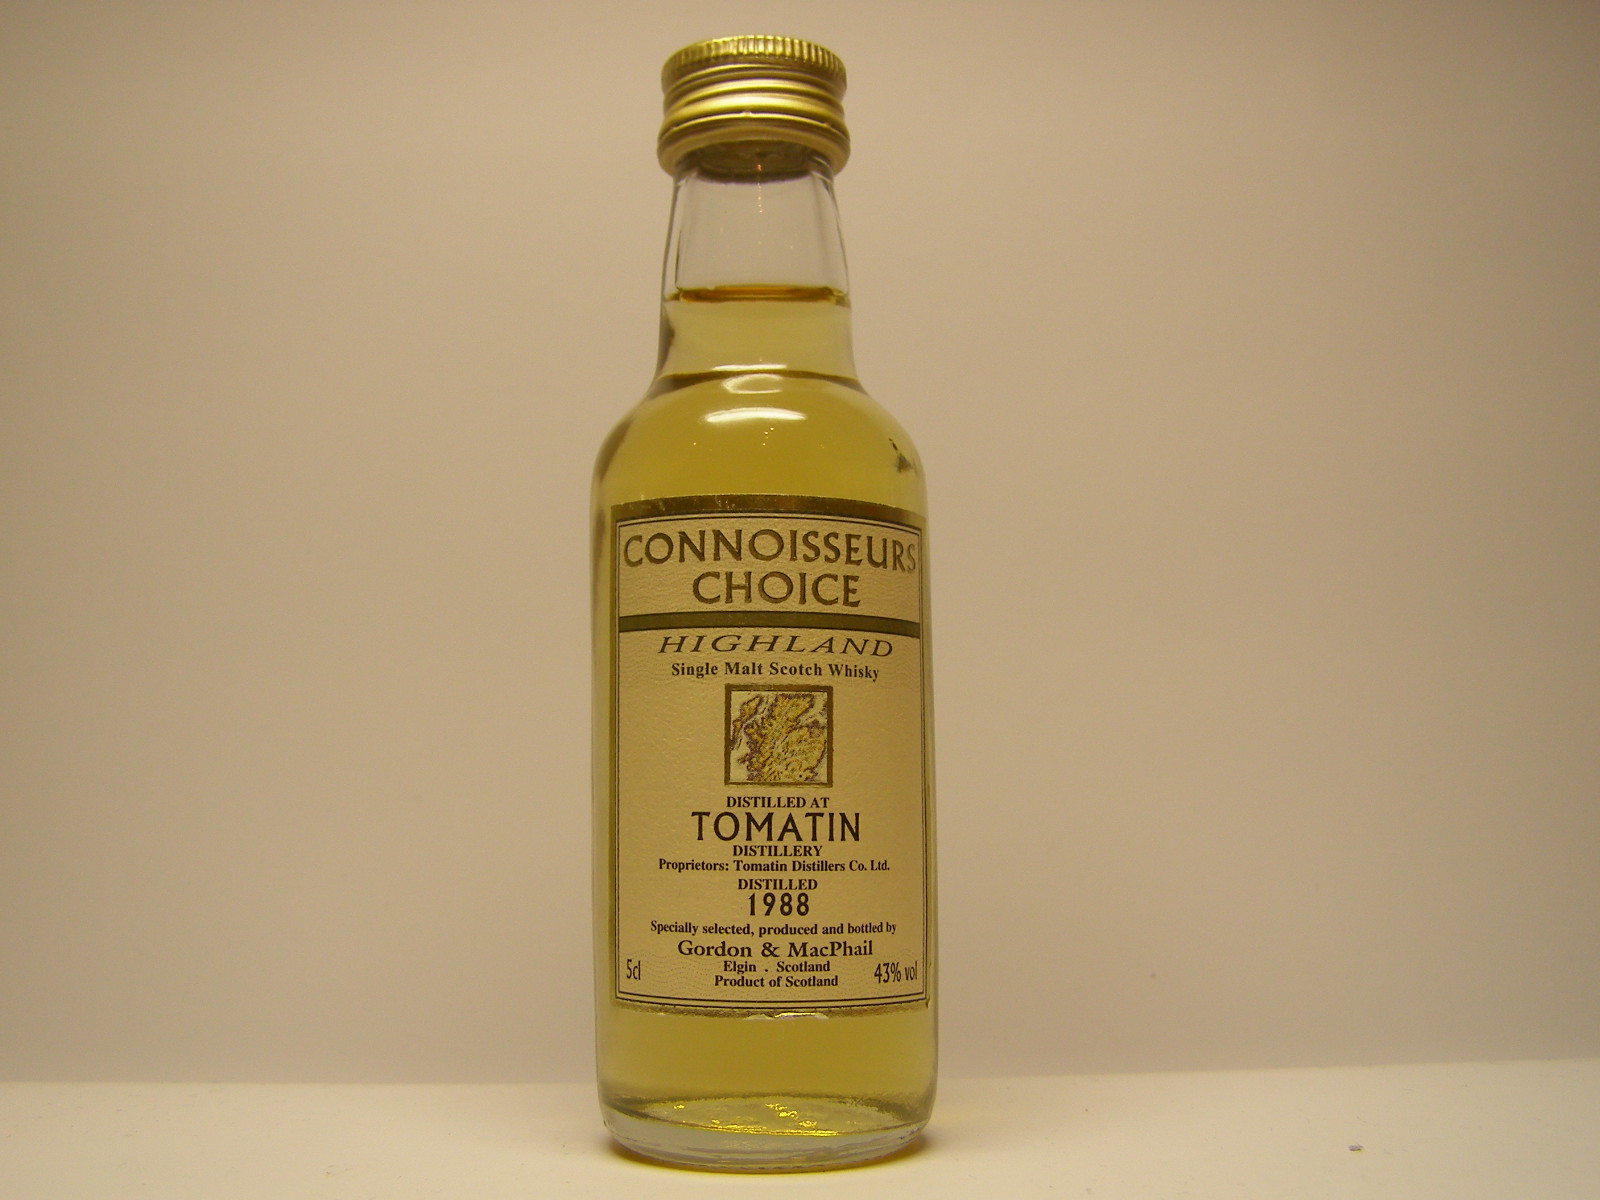 CONNOISSEURS
CHOICE
HIGHLAND
Single Malt Scotch Whisky
DISTILLED AT
TOMATIN
DISTILLERY
Proprietors: Tomatin Distillers Co. Ltd.
DISTILLED
1988
Specially selected, produced and bottled by
Gordon & MacPhail
Elgin . Scotland
Product of Scotland
5cl
43% vol